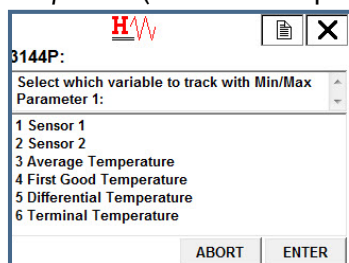 H
3144P:
Select which variable to track with Min/Max
Parameter 1:
1 Sensor 1
2 Sensor 2
3 Average Temperature
4 First Good Temperature
5 Differential Temperature
6 Terminal Temperature
ABORT ENTER